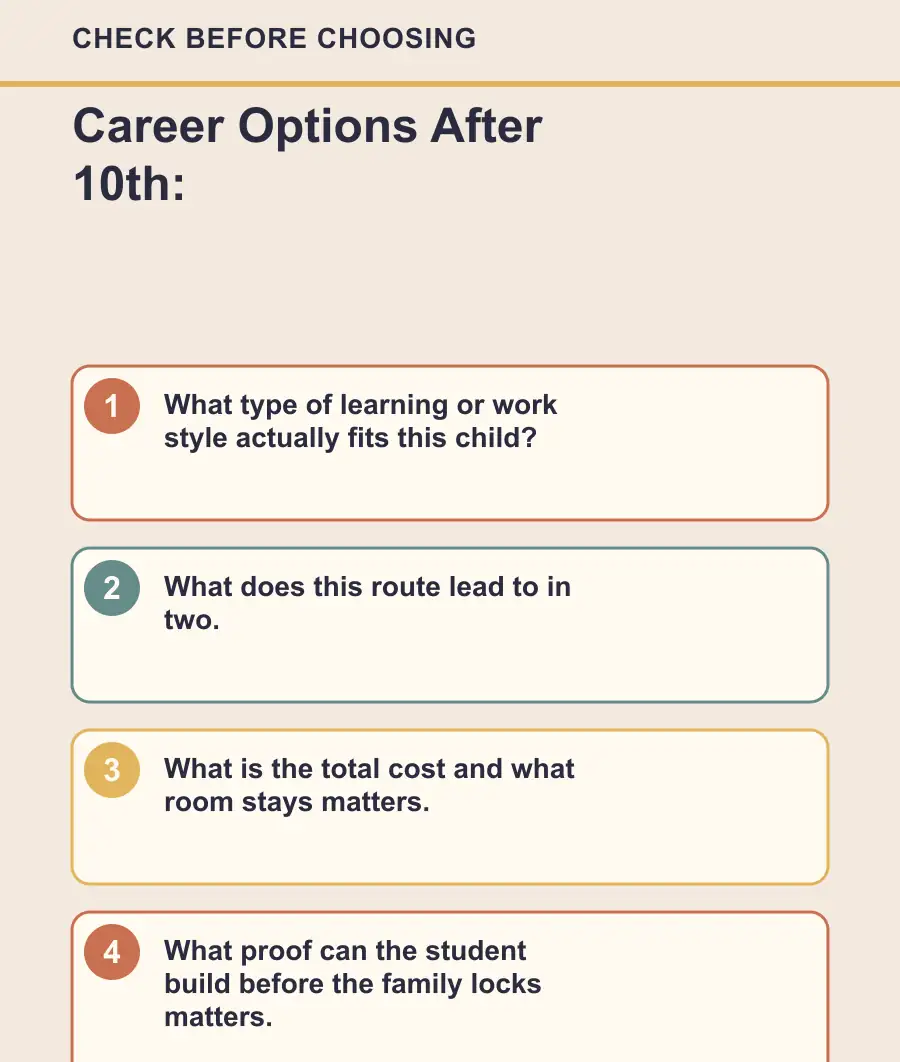 CHECK BEFORE CHOOSING
Career Options After
10th:
1
What type of learning or work
style actually fits this child?
2
What does this route lead to in
two.
3
What is the total cost and what
room stays matters.
4
What proof can the student
build before the family locks
matters.